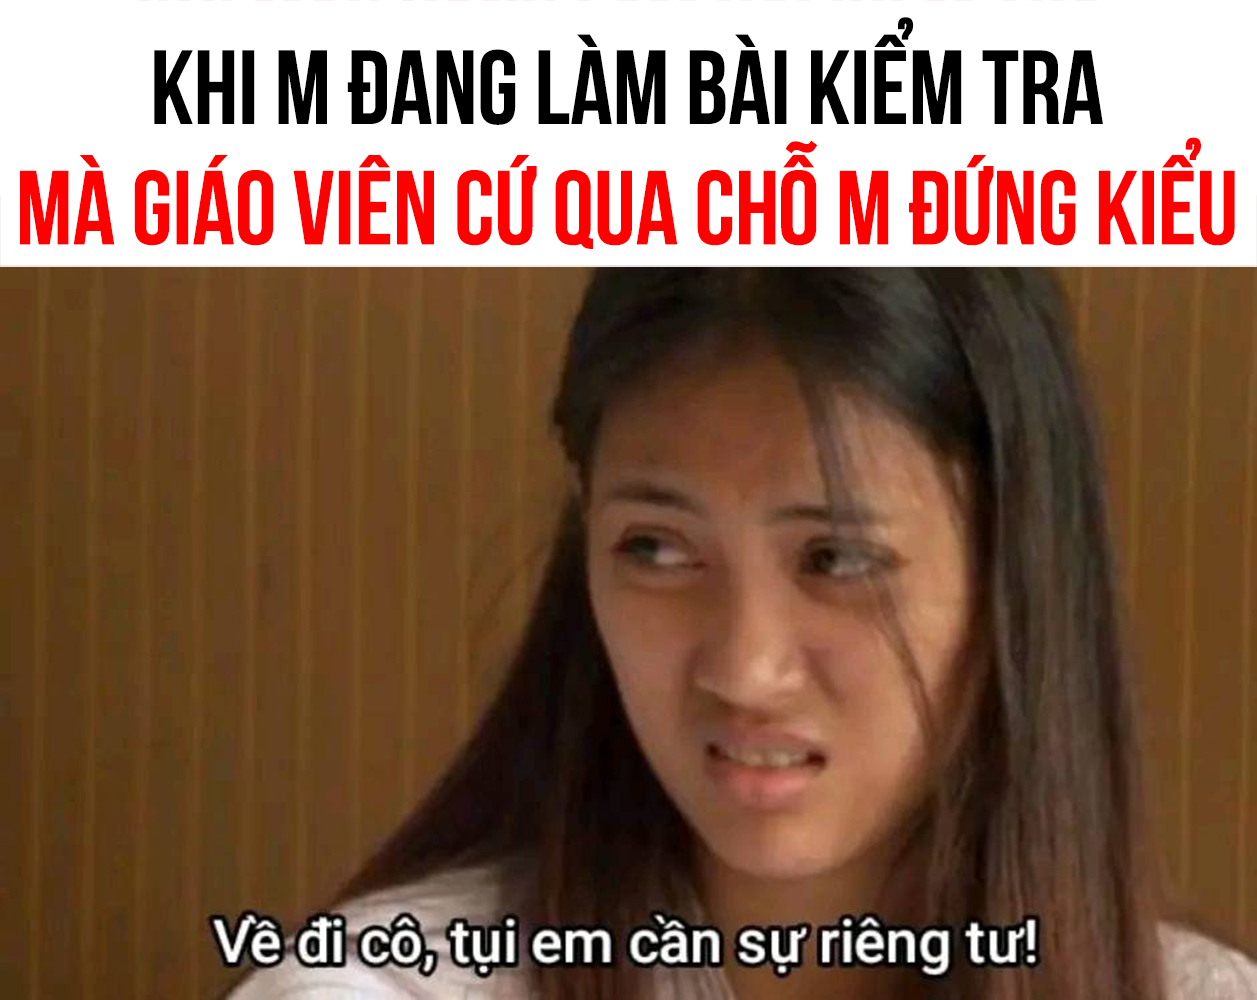 KHI M ĐANG LÀM BÀI KIỂM TRA
MÀ GIÁO VIÊN CỨ QUA CHỖ M ĐỨNG KIỂU
Về đi cô, tụi em cần sự riêng tư!